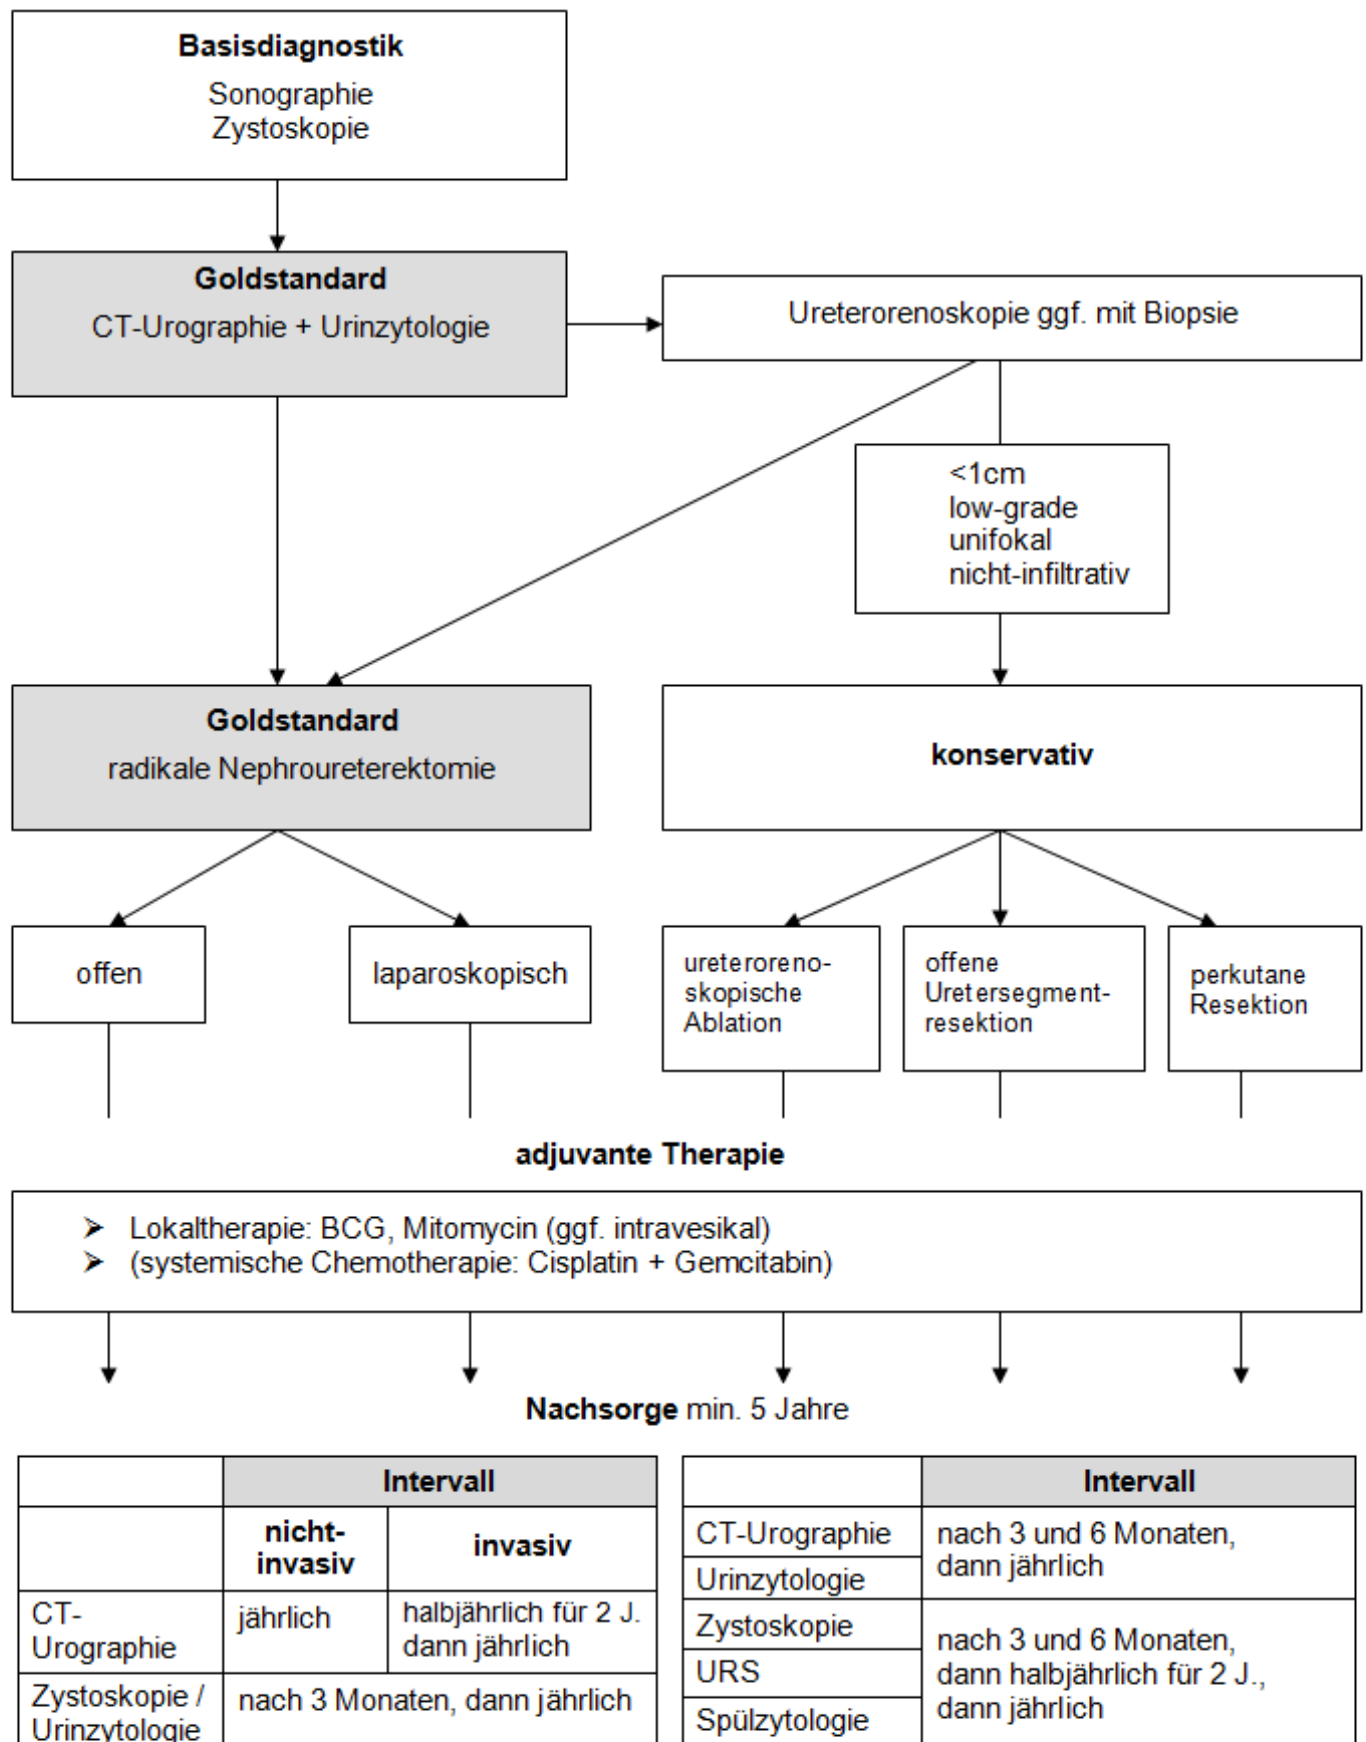 Basisdiagnostik
Sonographie
Zystoskopie
Goldstandard
CT-Urographie + Urinzytologie
Ureterorenoskopie ggf. mit Biopsie
<1cm
low-grade
unifokal
nicht-infiltrativ
Goldstandard
radikale Nephroureterektomie
konservativ
offen
laparoskopisch
ureteroreno-
skopische
Ablation
offene
Uretersegment-
resektion
perkutane
Resektion
adjuvante Therapie
➢ Lokaltherapie: BCG, Mitomycin (ggf. intravesikal)
➢ (systemische Chemotherapie: Cisplatin + Gemcitabin)
Nachsorge min. 5 Jahre
Intervall
nicht-
invasiv
invasiv
CT-
Urographie
jährlich
halbjährlich für 2 J.
dann jährlich
Zystoskopie /
Urinzytologie
nach 3 Monaten, dann jährlich
Intervall
CT-Urographie
Urinzytologie
nach 3 und 6 Monaten,
dann jährlich
Zystoskopie
URS
Spülzytologie
nach 3 und 6 Monaten,
dann halbjährlich für 2 J.,
dann jährlich